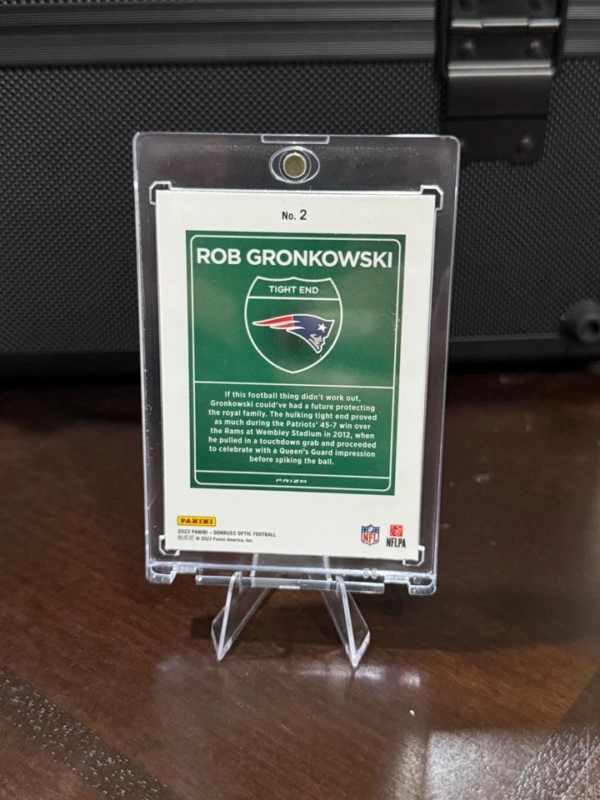 No. 2
ROB GRONKOWSKI
TIGHT END
If this football thing didn't work out,
Gronkowski could've had a future protecting
the royal family. The hulking tight end proved
as much during the Patriots' 45-7 win over
the Rams at Wembley Stadium in 2012, when
he pulled in a touchdown grab and proceeded
to celebrate with a Queen's Guard impression
before spiking the ball.
PRIZM
PANINI
2023 PANINI – DONRUSS OPTIC FOOTBALL
© 2023 Panini America, Inc.
NFL
NFLPA